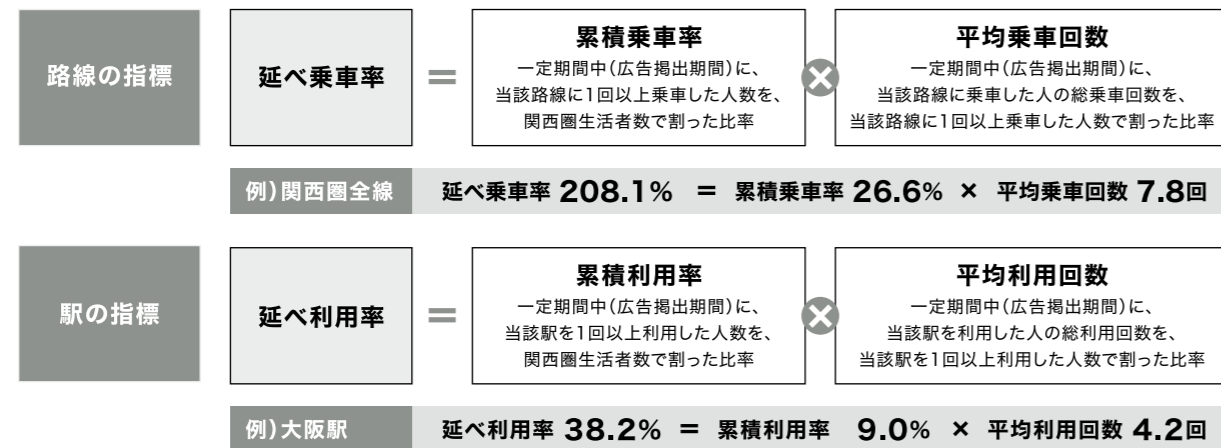 路線の指標
延べ乗車率
=
累積乗車率
一定期間中(広告掲出期間)に、
当該路線に1回以上乗車した人数を、
関西圏生活者数で割った比率
×
平均乗車回数
一定期間中(広告掲出期間)に、
当該路線に乗車した人の総乗車回数を、
当該路線に1回以上乗車した人数で割った比率
例)関西圏全線 延べ乗車率 208.1% = 累積乗車率 26.6% × 平均乗車回数 7.8回
駅の指標
延べ利用率
=
累積利用率
一定期間中(広告掲出期間)に、
当該駅を1回以上利用した人数を、
関西圏生活者数で割った比率
×
平均利用回数
一定期間中(広告掲出期間)に、
当該駅を利用した人の総利用回数を、
当該駅を1回以上利用した人数で割った比率
例)大阪駅 延べ利用率 38.2% = 累積利用率 9.0% × 平均利用回数 4.2回